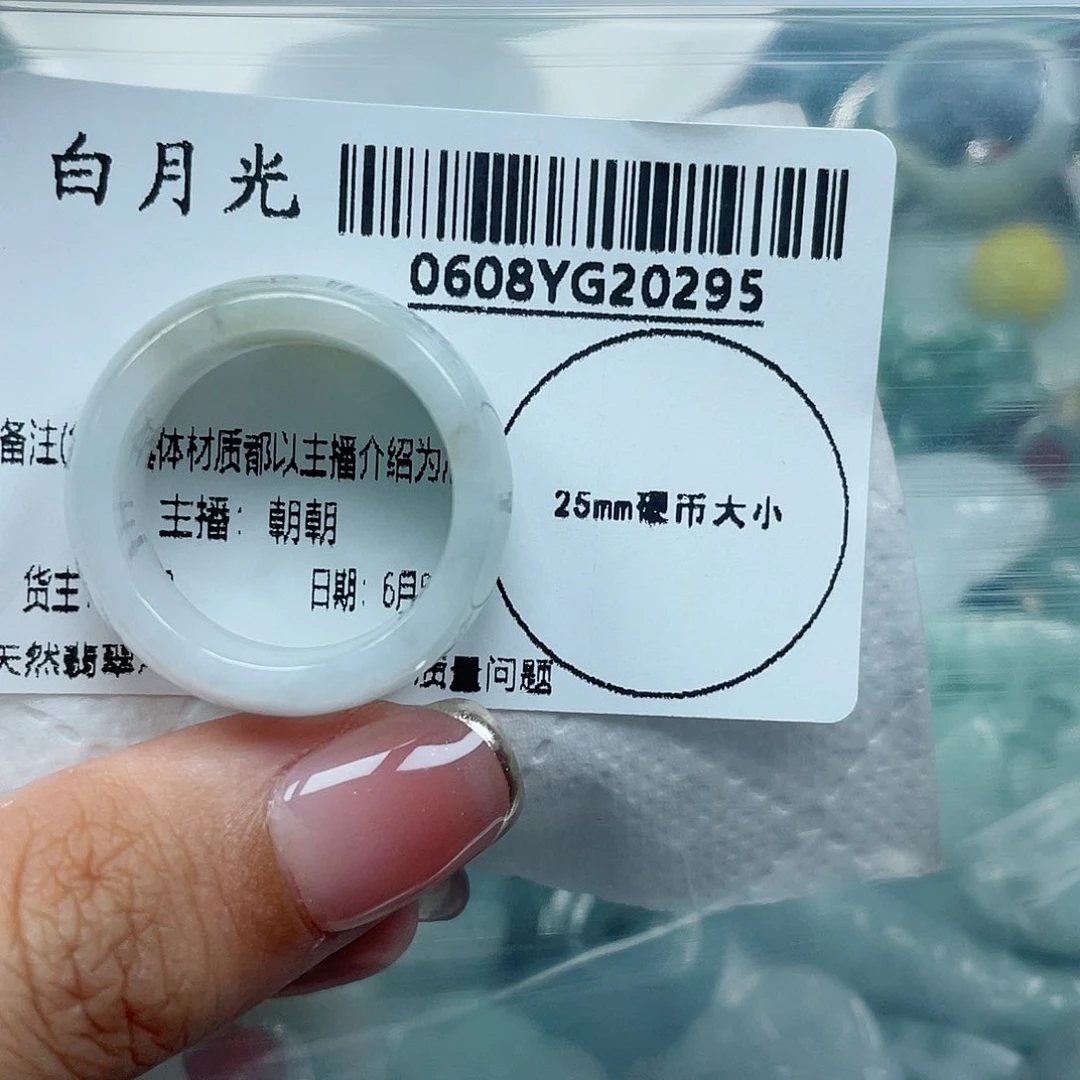 白月光
0608YG20295
备注( 体材质都以主播介绍为
25mm硬币大小
主播：朝朝
货主: 日期：6月
天然翡翠 质量问题